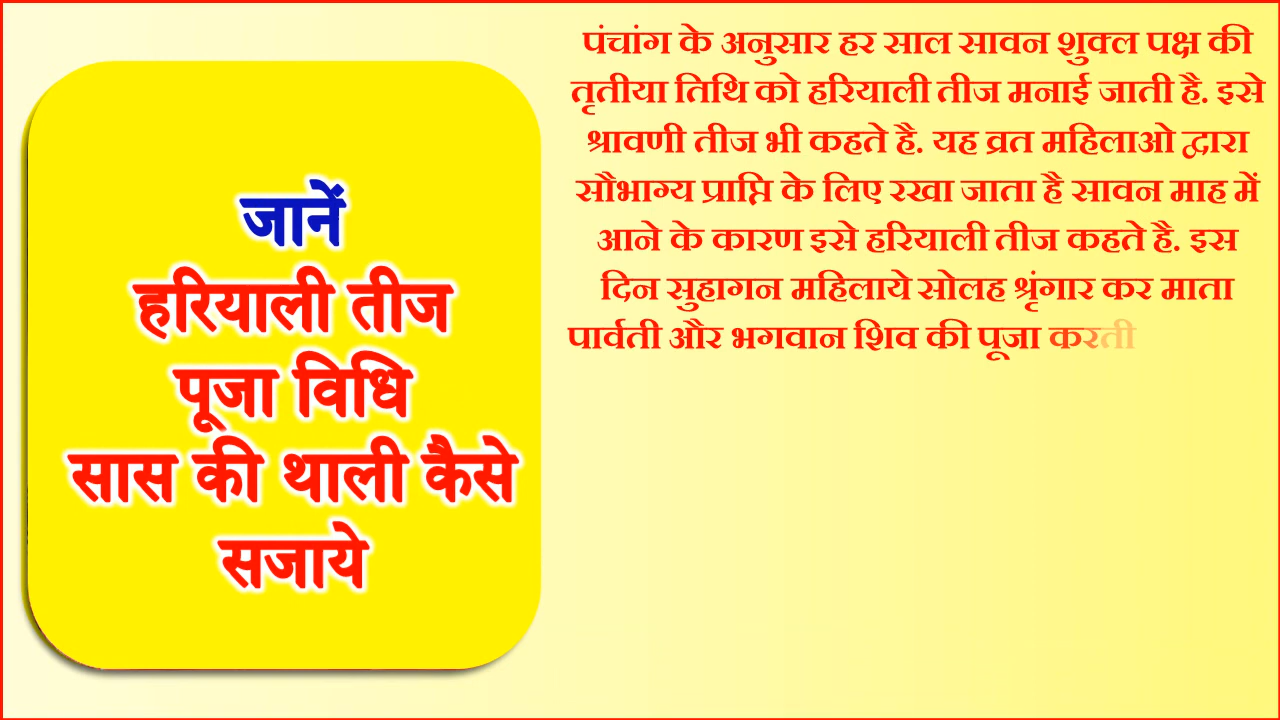 जानें
हरियाली तीज
पूजा विधि
सास की थाली कैसे
सजाये
पंचांग के अनुसार हर साल सावन शुक्ल पक्ष की
तृतीया तिथि को हरियाली तीज मनाई जाती है. इसे
श्रावणी तीज भी कहते है. यह व्रत महिलाओ द्वारा
सौभाग्य प्राप्ति के लिए रखा जाता है सावन माह में
आने के कारण इसे हरियाली तीज कहते है. इस
दिन सुहागन महिलाये सोलह श्रृंगार कर माता
पार्वती और भगवान शिव की पूजा करती